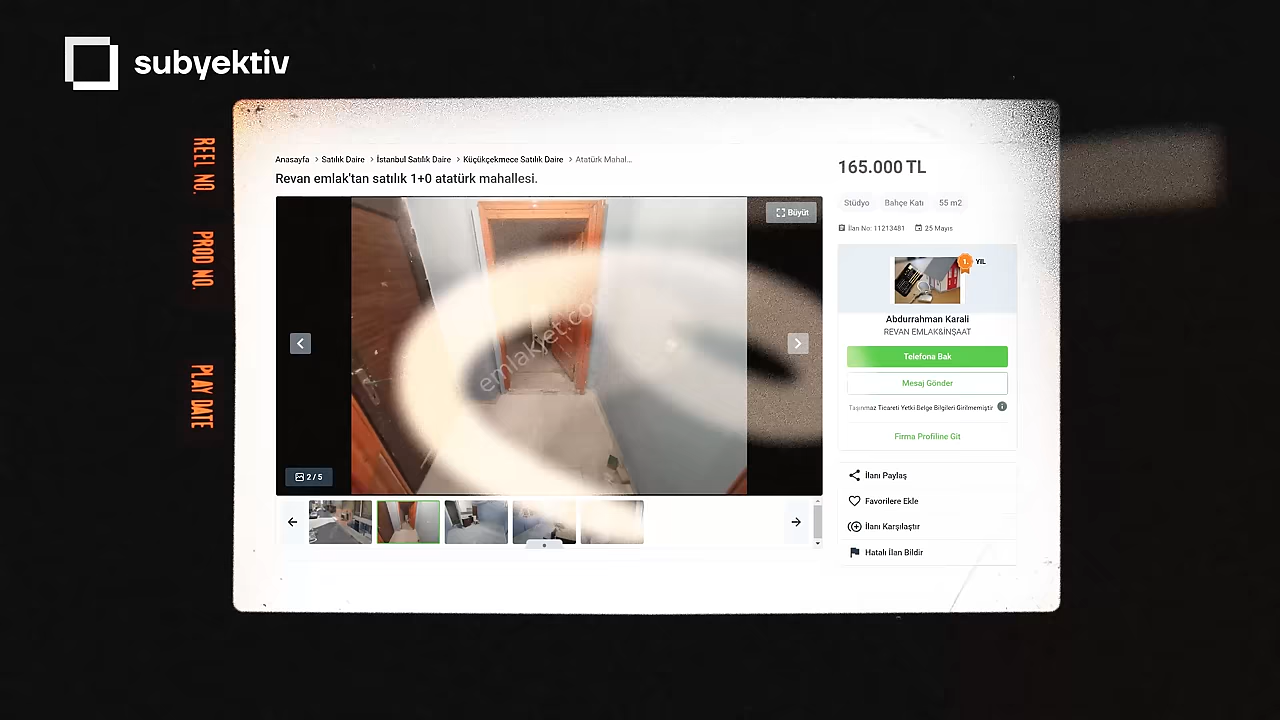 subyektiv
REEL NO.
PROD NO.
PLAY DATE
Anasayfa > Satılık Daire > İstanbul Satılık Daire > Küçükçekmece Satılık Daire > Atatürk Mahal...
Revan emlak'tan satılık 1+0 atatürk mahallesi.
Büyüt
emlakjet.com
2 / 5
165.000 TL
Stüdyo Bahçe Katı 55 m2
İlan No: 11213481 25 Mayıs
1. YIL
Abdurrahman Karali
REVAN EMLAK&İNŞAAT
Telefona Bak
Mesaj Gönder
Taşınmaz Ticareti Yetki Belge Bilgileri Girilmemiştir
Firma Profiline Git
İlanı Paylaş
Favorilere Ekle
İlanı Karşılaştır
Hatalı İlan Bildir